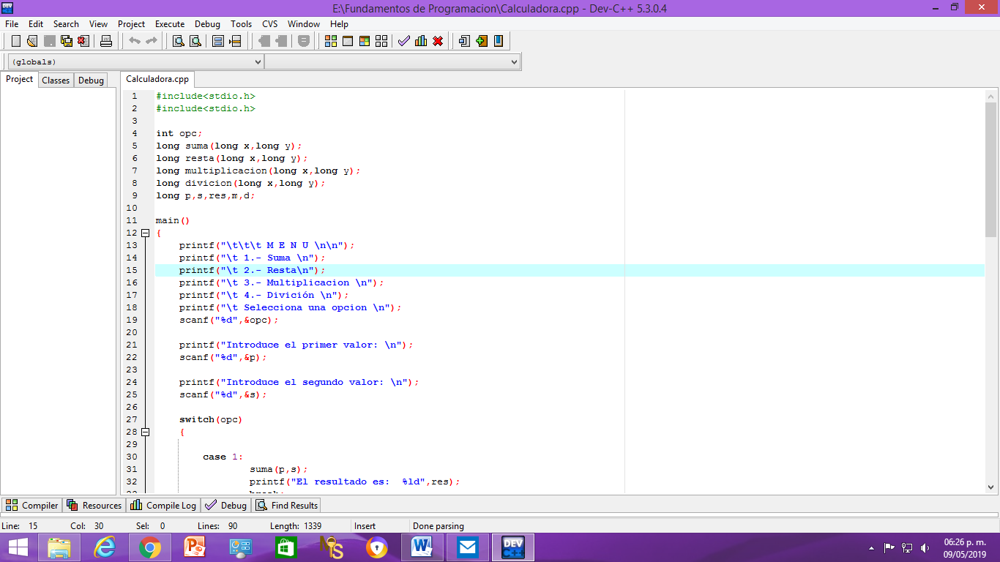 E:\Fundamentos de Programacion\Calculadora.cpp - Dev-C++ 5.3.0.4
File Edit Search View Project Execute Debug Tools CVS Window Help
(globals)
Project Classes Debug Calculadora.cpp
1 #include<stdio.h>
2 #include<stdio.h>
3
4 int opc;
5 long suma(long x,long y);
6 long resta(long x,long y);
7 long multiplicacion(long x,long y);
8 long divicion(long x,long y);
9 long p,s,res,m,d;
10
11 main()
12 {
13 printf("\t\t\t M E N U \n\n");
14 printf("\t 1.- Suma \n");
15 printf("\t 2.- Resta\n");
16 printf("\t 3.- Multiplicacion \n");
17 printf("\t 4.- División \n");
18 printf("\t Selecciona una opcion \n");
19 scanf("%d",&opc);
20
21 printf("Introduce el primer valor: \n");
22 scanf("%d",&p);
23
24 printf("Introduce el segundo valor: \n");
25 scanf("%d",&s);
26
27 switch(opc)
28 {
29
30 case 1:
31 suma(p,s);
32 printf("El resultado es:  %ld",res);
Compiler Resources Compile Log Debug Find Results
Line: 15 Col: 30 Sel: 0 Lines: 90 Length: 1339 Insert Done parsing
DEV C++
06:26 p. m.
09/05/2019